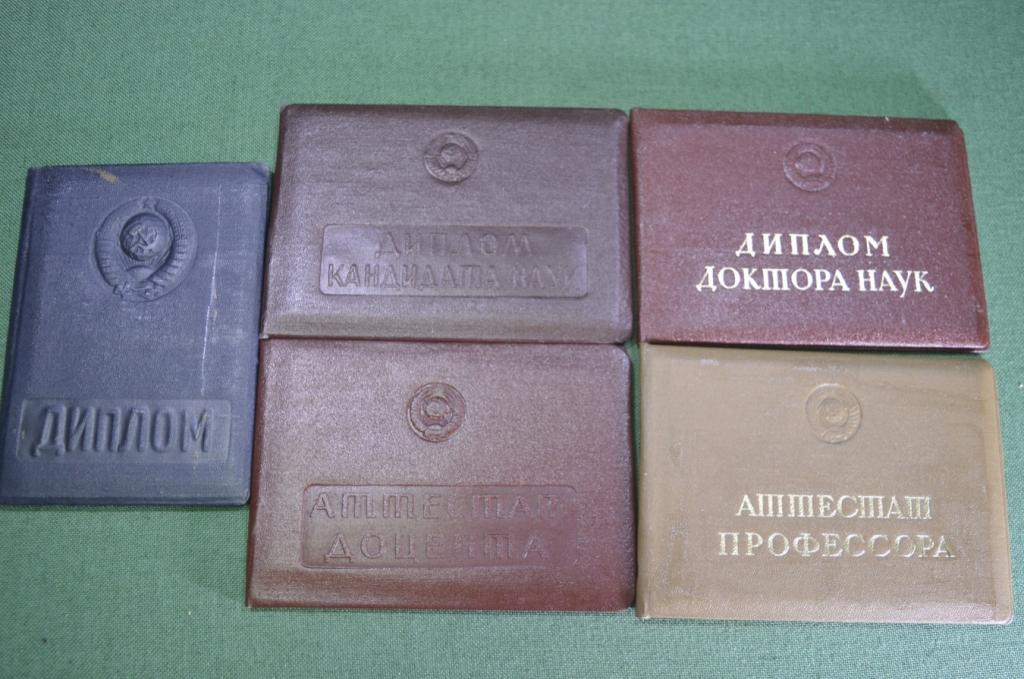 ДИПЛОМ
ДИПЛОМ
КАНДИДАТА НАУК
ДИПЛОМ
ДОКТОРА НАУК
АТТЕСТАТ
ДОЦЕНТА
АТТЕСТАТ
ПРОФЕССОРА